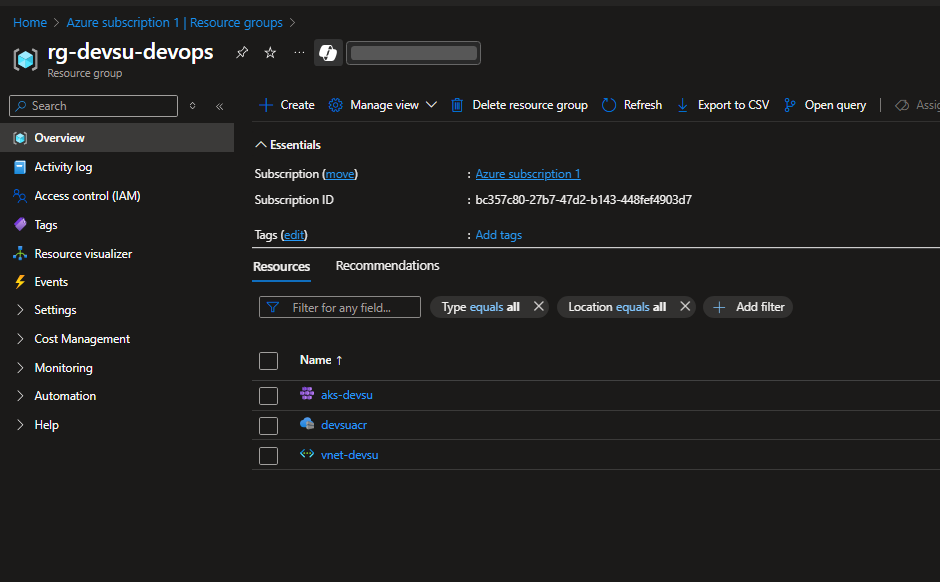 Home > Azure subscription 1 | Resource groups >
rg-devsu-devops
Resource group
Search
Overview
Activity log
Access control (IAM)
Tags
Resource visualizer
Events
Settings
Cost Management
Monitoring
Automation
Help
Create Manage view Delete resource group Refresh Export to CSV Open query
Essentials
Subscription (move) : Azure subscription 1
Subscription ID : bc357c80-27b7-47d2-b143-448fef4903d7
Tags (edit) : Add tags
Resources Recommendations
Filter for any field... Type equals all Location equals all Add filter
Name ↑
aks-devsu
devsuacr
vnet-devsu